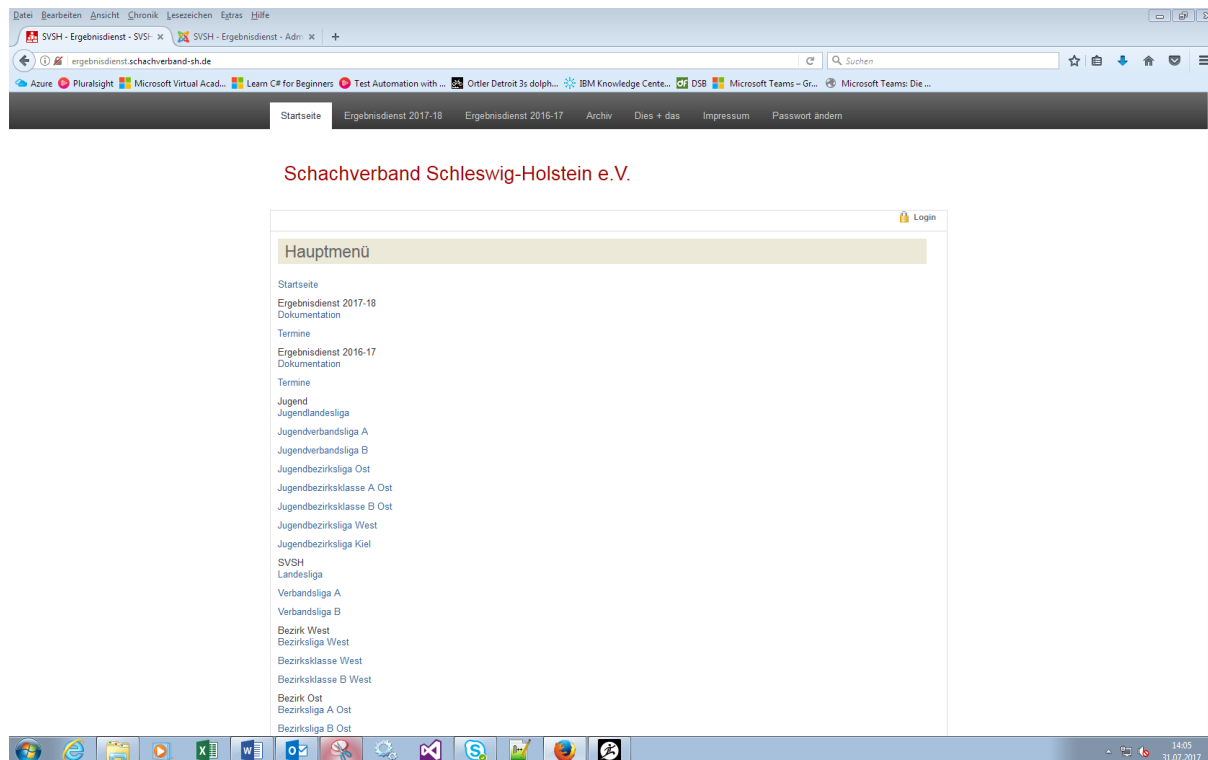 Datei Bearbeiten Ansicht Chronik Lesezeichen Extras Hilfe
SVSH - Ergebnisdienst - SVSH SVSH - Ergebnisdienst - Adm
ergebnisdienst.schachverband-sh.de Suchen
Azure Pluralsight Microsoft Virtual Acad... Learn C# for Beginners Test Automation with ... Ortler Detroit 3s dolph... IBM Knowledge Cente... DSB Microsoft Teams – Gr... Microsoft Teams: Die ...
Startseite Ergebnisdienst 2017-18 Ergebnisdienst 2016-17 Archiv Dies + das Impressum Passwort ändern
Schachverband Schleswig-Holstein e.V.
Login
Hauptmenü
Startseite
Ergebnisdienst 2017-18
Dokumentation
Termine
Ergebnisdienst 2016-17
Dokumentation
Termine
Jugend
Jugendlandesliga
Jugendverbandsliga A
Jugendverbandsliga B
Jugendbezirksliga Ost
Jugendbezirksklasse A Ost
Jugendbezirksklasse B Ost
Jugendbezirksliga West
Jugendbezirksliga Kiel
SVSH
Landesliga
Verbandsliga A
Verbandsliga B
Bezirk West
Bezirksliga West
Bezirksklasse West
Bezirksklasse B West
Bezirk Ost
Bezirksliga A Ost
Bezirksliga B Ost
14:05
31.07.2017